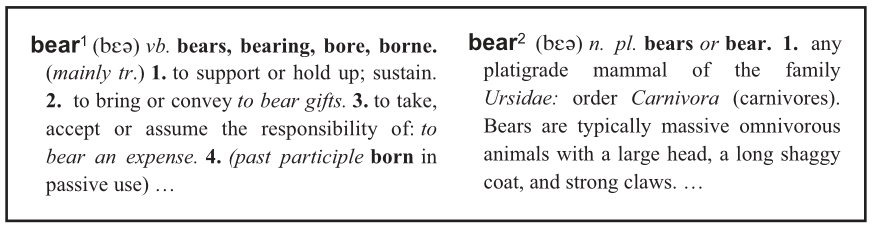 bear¹ (bɛə) vb. bears, bearing, bore, borne.
(mainly tr.) 1. to support or hold up; sustain.
2. to bring or convey to bear gifts. 3. to take,
accept or assume the responsibility of: to
bear an expense. 4. (past participle born in
passive use) …
bear² (bɛə) n. pl. bears or bear. 1. any
platigrade mammal of the family
Ursidae: order Carnivora (carnivores).
Bears are typically massive omnivorous
animals with a large head, a long shaggy
coat, and strong claws. …